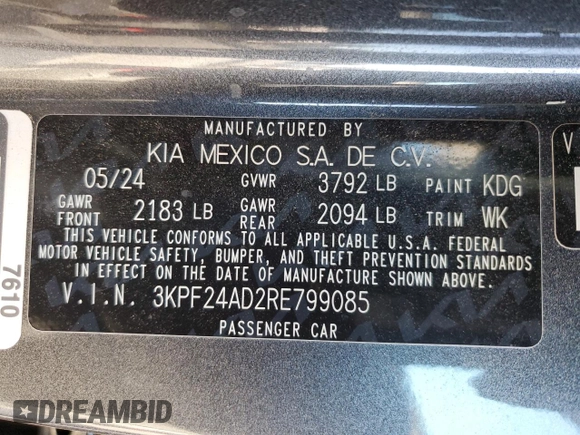 MANUFACTURED BY
KIA MEXICO S.A. DE C.V.
05/24 GVWR 3792 LB PAINT KDG
GAWR FRONT 2183 LB GAWR REAR 2094 LB TRIM WK
THIS VEHICLE CONFORMS TO ALL APPLICABLE U.S.A. FEDERAL
MOTOR VEHICLE SAFETY, BUMPER, AND THEFT PREVENTION STANDARDS
IN EFFECT ON THE DATE OF MANUFACTURE SHOWN ABOVE.
V.I.N. 3KPF24AD2RE799085
PASSENGER CAR
7610
V
DREAMBID